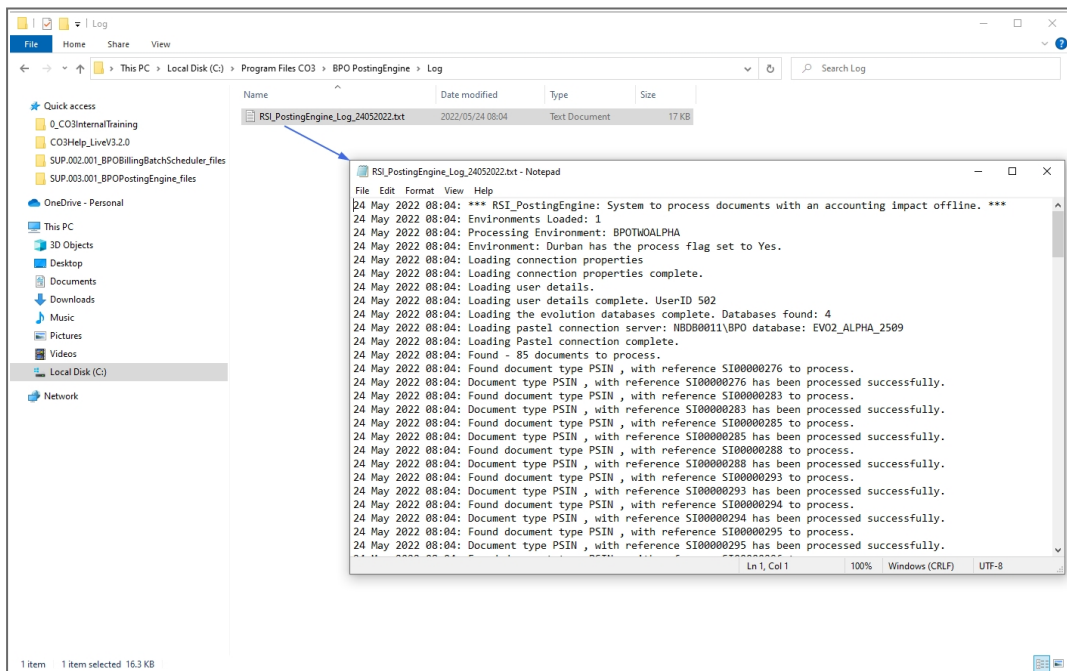 Log
File Home Share View
This PC > Local Disk (C:) > Program Files CO3 > BPO PostingEngine > Log
Search Log
Name Date modified Type Size
RSI_PostingEngine_Log_24052022.txt 2022/05/24 08:04 Text Document 17 KB
Quick access
0_CO3InternalTraining
CO3Help_LiveV3.2.0
SUP.002.001_BPOBillingBatchScheduler_files
SUP.003.001_BPOPostingEngine_files
OneDrive - Personal
This PC
3D Objects
Desktop
Documents
Downloads
Music
Pictures
Videos
Local Disk (C:)
Network
RSI_PostingEngine_Log_24052022.txt - Notepad
File Edit Format View Help
24 May 2022 08:04: *** RSI_PostingEngine: System to process documents with an accounting impact offline. ***
24 May 2022 08:04: Environments Loaded: 1
24 May 2022 08:04: Processing Environment: BPOTWOALPHA
24 May 2022 08:04: Environment: Durban has the process flag set to Yes.
24 May 2022 08:04: Loading connection properties
24 May 2022 08:04: Loading connection properties complete.
24 May 2022 08:04: Loading user details.
24 May 2022 08:04: Loading user details complete. UserID 502
24 May 2022 08:04: Loading the evolution databases complete. Databases found: 4
24 May 2022 08:04: Loading pastel connection server: NBDB0011\BPO database: EVO2_ALPHA_2509
24 May 2022 08:04: Loading Pastel connection complete.
24 May 2022 08:04: Found - 85 documents to process.
24 May 2022 08:04: Found document type PSIN , with reference SI00000276 to process.
24 May 2022 08:04: Document type PSIN , with reference SI00000276 has been processed successfully.
24 May 2022 08:04: Found document type PSIN , with reference SI00000283 to process.
24 May 2022 08:04: Document type PSIN , with reference SI00000283 has been processed successfully.
24 May 2022 08:04: Found document type PSIN , with reference SI00000285 to process.
24 May 2022 08:04: Document type PSIN , with reference SI00000285 has been processed successfully.
24 May 2022 08:04: Found document type PSIN , with reference SI00000288 to process.
24 May 2022 08:04: Document type PSIN , with reference SI00000288 has been processed successfully.
24 May 2022 08:04: Found document type PSIN , with reference SI00000293 to process.
24 May 2022 08:04: Document type PSIN , with reference SI00000293 has been processed successfully.
24 May 2022 08:04: Found document type PSIN , with reference SI00000294 to process.
24 May 2022 08:04: Document type PSIN , with reference SI00000294 has been processed successfully.
24 May 2022 08:04: Found document type PSIN , with reference SI00000295 to process.
24 May 2022 08:04: Document type PSIN , with reference SI00000295 has been processed successfully.
Ln 1, Col 1 100% Windows (CRLF) UTF-8
1 item 1 item selected 16.3 KB